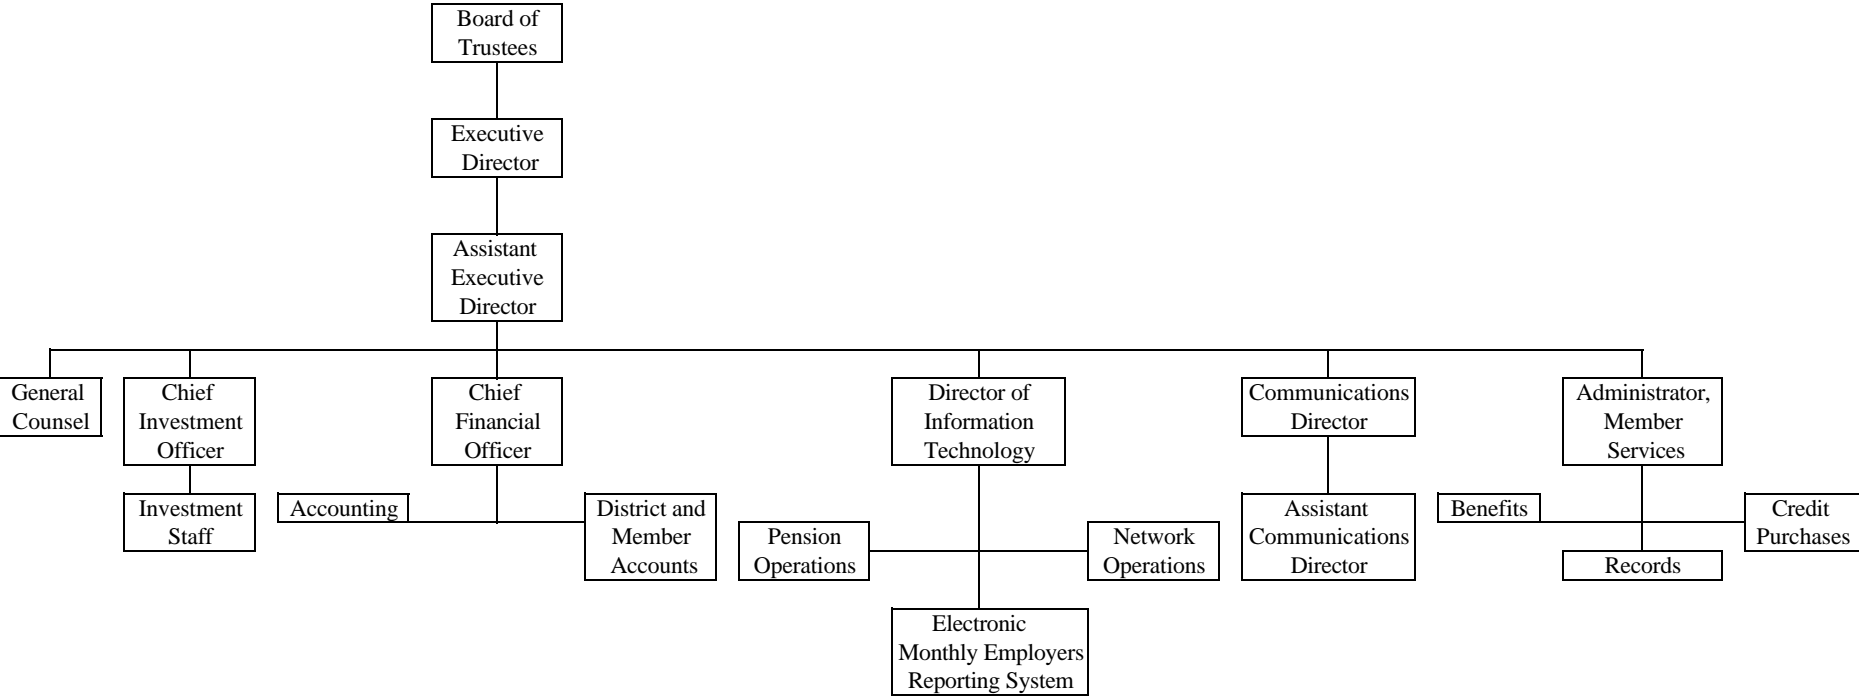 Board of
Trustees
Executive
Director
Assistant
Executive
Director
General
Counsel
Chief
Investment
Officer
Chief
Financial
Officer
Director of
Information
Technology
Communications
Director
Administrator,
Member
Services
Investment
Staff
Accounting
District and
Member
Accounts
Pension
Operations
Network
Operations
Electronic
Monthly Employers
Reporting System
Assistant
Communications
Director
Benefits
Records
Credit
Purchases